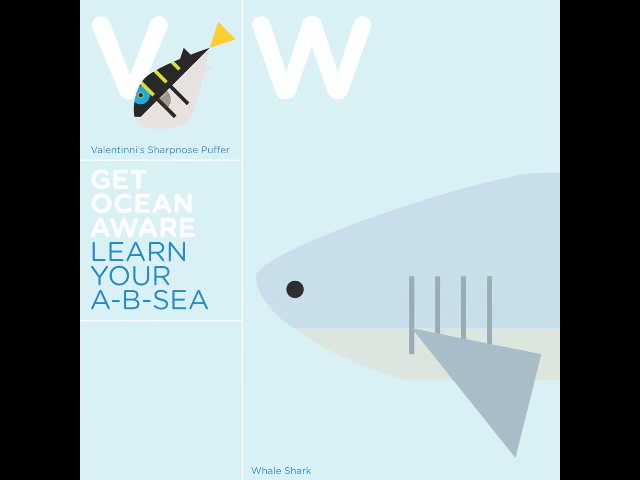 V
Valentinni's Sharpnose Puffer
GET
OCEAN
AWARE
LEARN
YOUR
A-B-SEA
W
Whale Shark